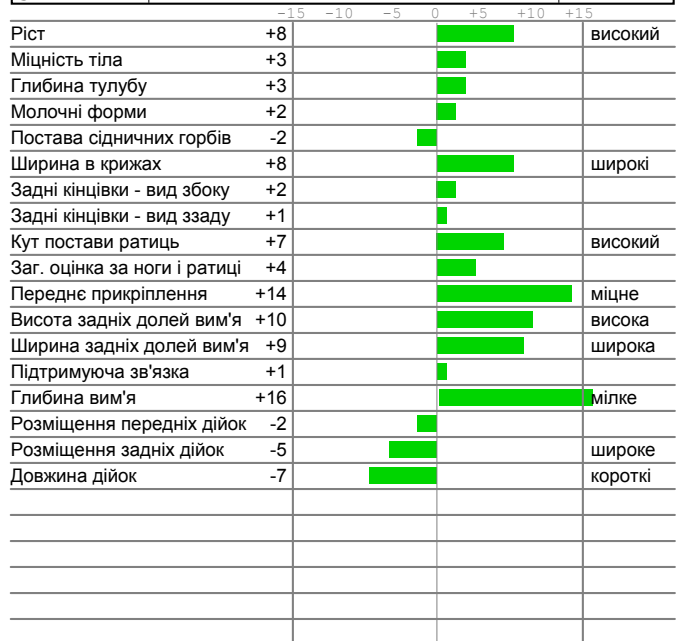 -15 -10 -5 0 +5 +10 +15
Ріст +8 високий
Міцність тіла +3
Глибина тулубу +3
Молочні форми +2
Постава сідничних горбів -2
Ширина в крижах +8 широкі
Задні кінцівки - вид збоку +2
Задні кінцівки - вид ззаду +1
Кут постави ратиць +7 високий
Заг. оцінка за ноги і ратиці +4
Переднє прикріплення +14 міцне
Висота задніх долей вим'я +10 висока
Ширина задніх долей вим'я +9 широка
Підтримуюча зв'язка +1
Глибина вим'я +16 мілке
Розміщення передніх дійок -2
Розміщення задніх дійок -5 широке
Довжина дійок -7 короткі